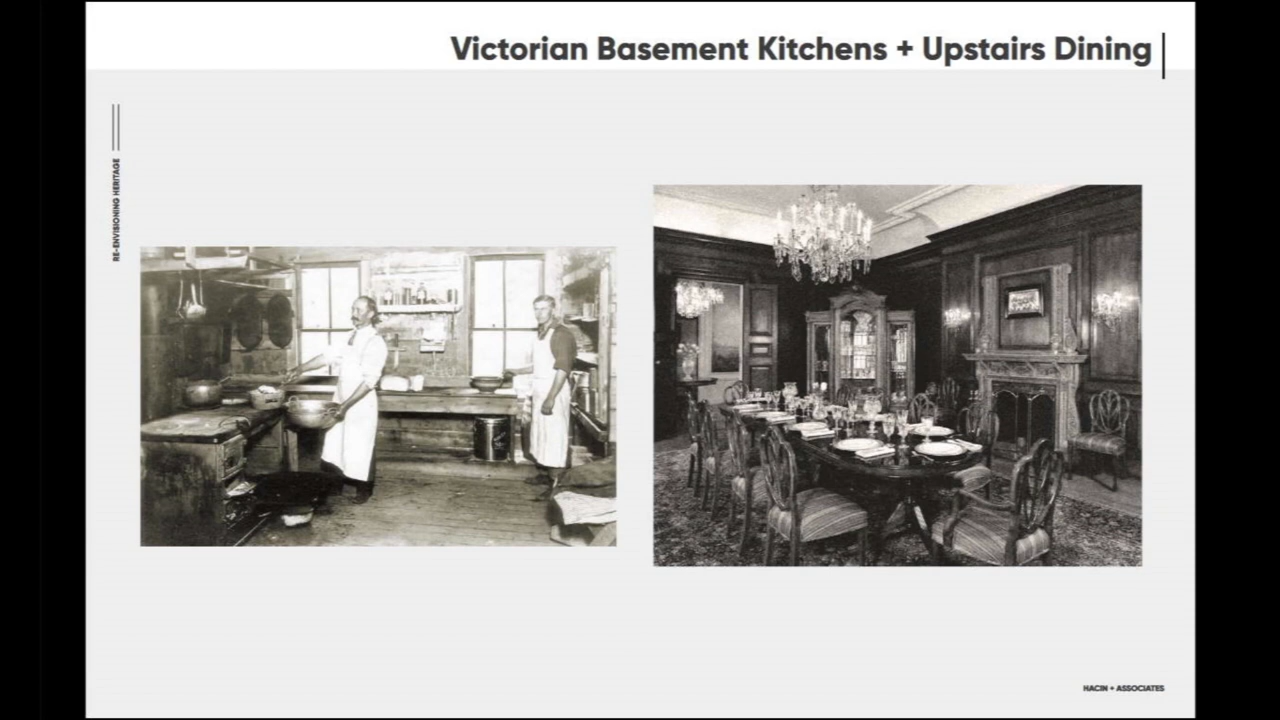 Victorian Basement Kitchens + Upstairs Dining
RE-ENVISIONING HERITAGE
HACIN + ASSOCIATES